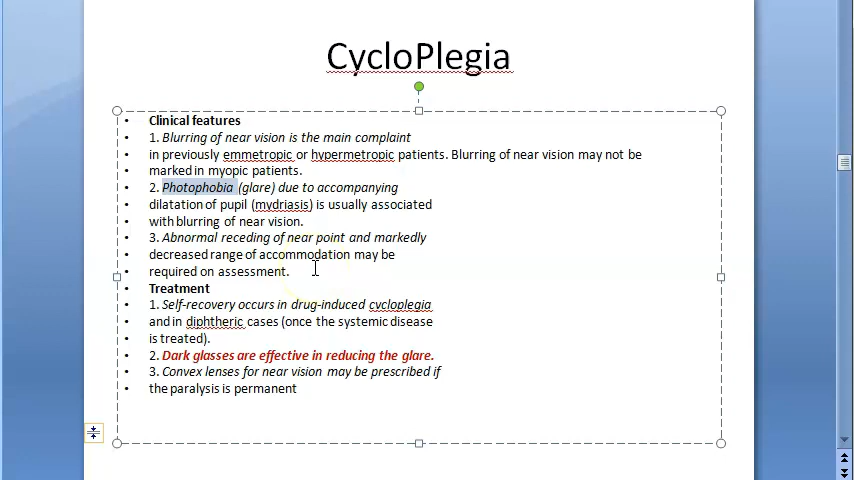 CycloPlegia
• Clinical features
• 1. Blurring of near vision is the main complaint
• in previously emmetropic or hypermetropic patients. Blurring of near vision may not be
• marked in myopic patients.
• 2. Photophobia (glare) due to accompanying
• dilatation of pupil (mydriasis) is usually associated
• with blurring of near vision.
• 3. Abnormal receding of near point and markedly
• decreased range of accommodation may be
• required on assessment.
• Treatment
• 1. Self-recovery occurs in drug-induced cycloplegia
• and in diphtheric cases (once the systemic disease
• is treated).
• 2. Dark glasses are effective in reducing the glare.
• 3. Convex lenses for near vision may be prescribed if
• the paralysis is permanent